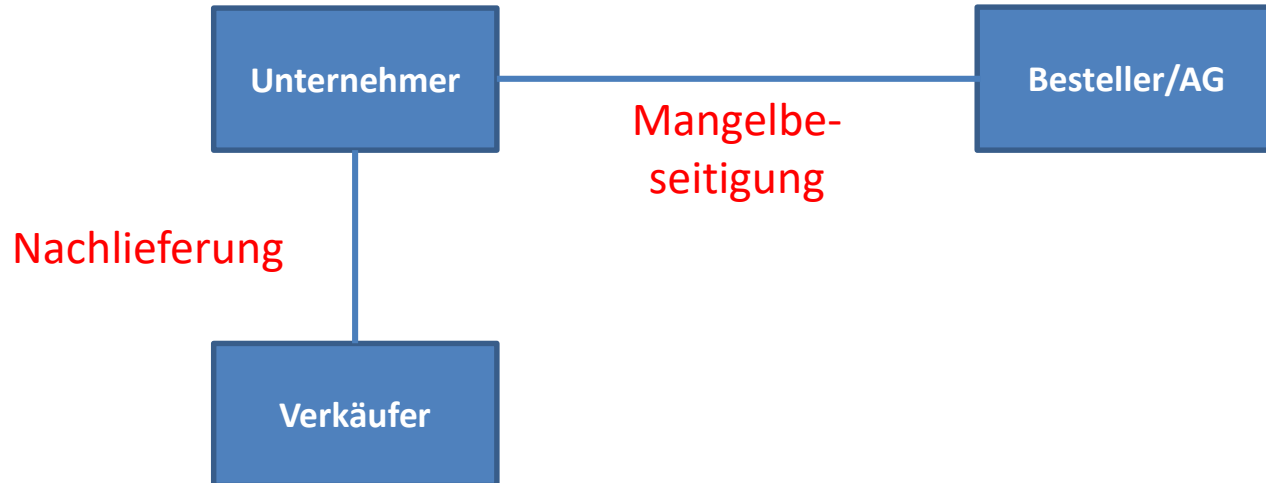 Unternehmer
Besteller/AG
Mangelbe-
seitigung
Nachlieferung
Verkäufer